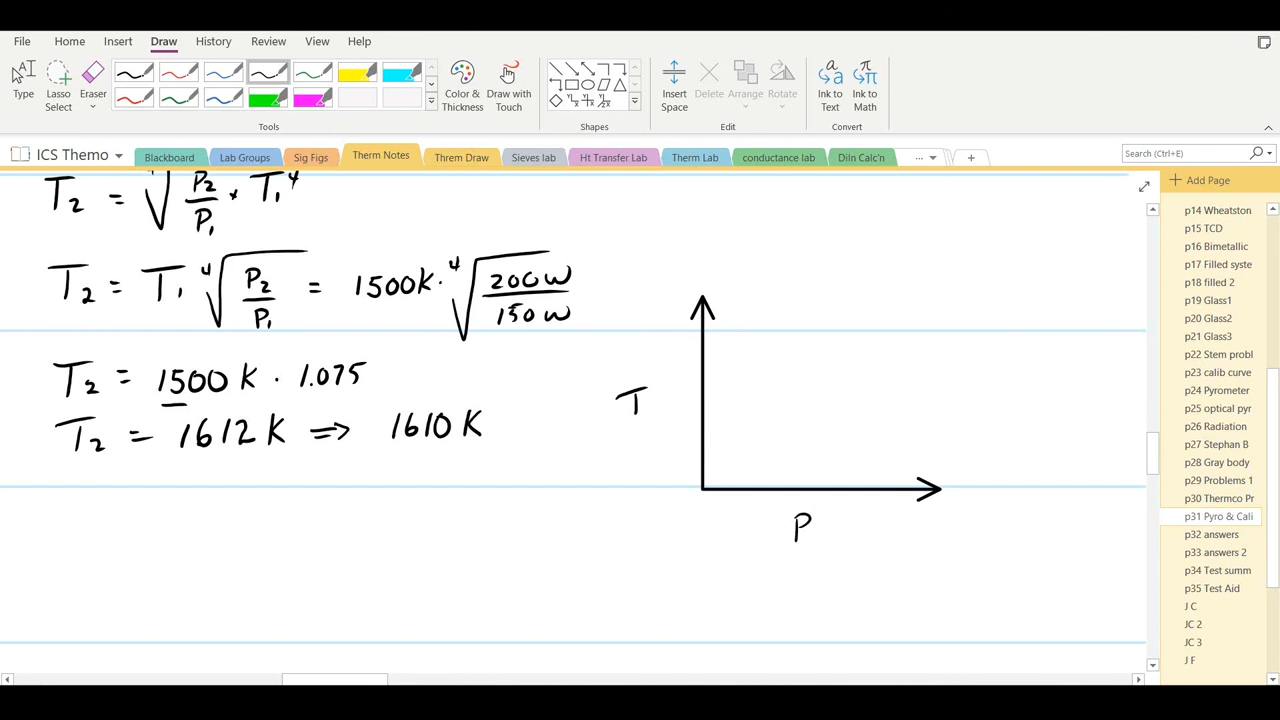 File Home Insert Draw History Review View Help
Type Lasso Select Eraser Color & Thickness Draw with Touch Insert Space Delete Arrange Rotate Ink to Text Ink to Math
Tools Shapes Edit Convert
ICS Themo Blackboard Lab Groups Sig Figs Therm Notes Threm Draw Sieves lab Ht Transfer Lab Therm Lab conductance lab Diln Calc'n ... + Search (Ctrl+E)
+ Add Page
p14 Wheatston
p15 TCD
p16 Bimetallic
p17 Filled syste
p18 filled 2
p19 Glass1
p20 Glass2
p21 Glass3
p22 Stem probl
p23 calib curve
p24 Pyrometer
p25 optical pyr
p26 Radiation
p27 Stephan B
p28 Gray body
p29 Problems 1
p30 Thermco Pr
p31 Pyro & Cali
p32 answers
p33 answers 2
p34 Test summ
p35 Test Aid
J C
JC 2
JC 3
J F
T₂ = √ P₂/P₁ * T₁⁴
T₂ = T₁ ⁴√ P₂/P₁ = 1500K · ⁴√ 200W/150W
T₂ = 1500 K · 1.075
T₂ = 1612 K ⇒ 1610 K
T
P